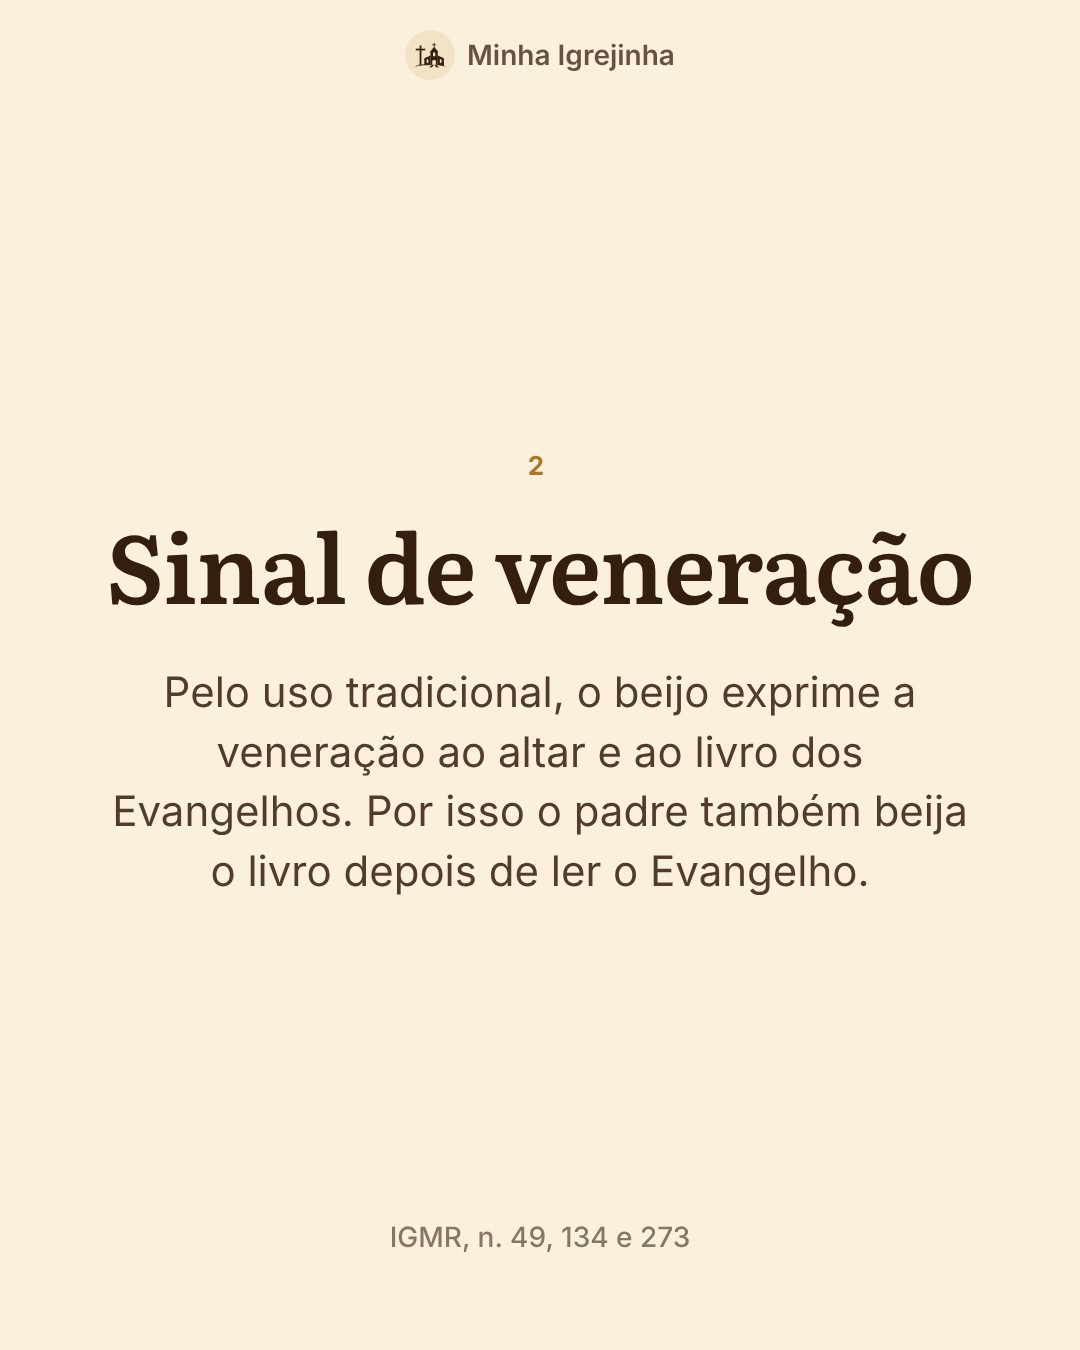 Minha Igrejinha
2
Sinal de veneração
Pelo uso tradicional, o beijo exprime a
veneração ao altar e ao livro dos
Evangelhos. Por isso o padre também beija
o livro depois de ler o Evangelho.
IGMR, n. 49, 134 e 273